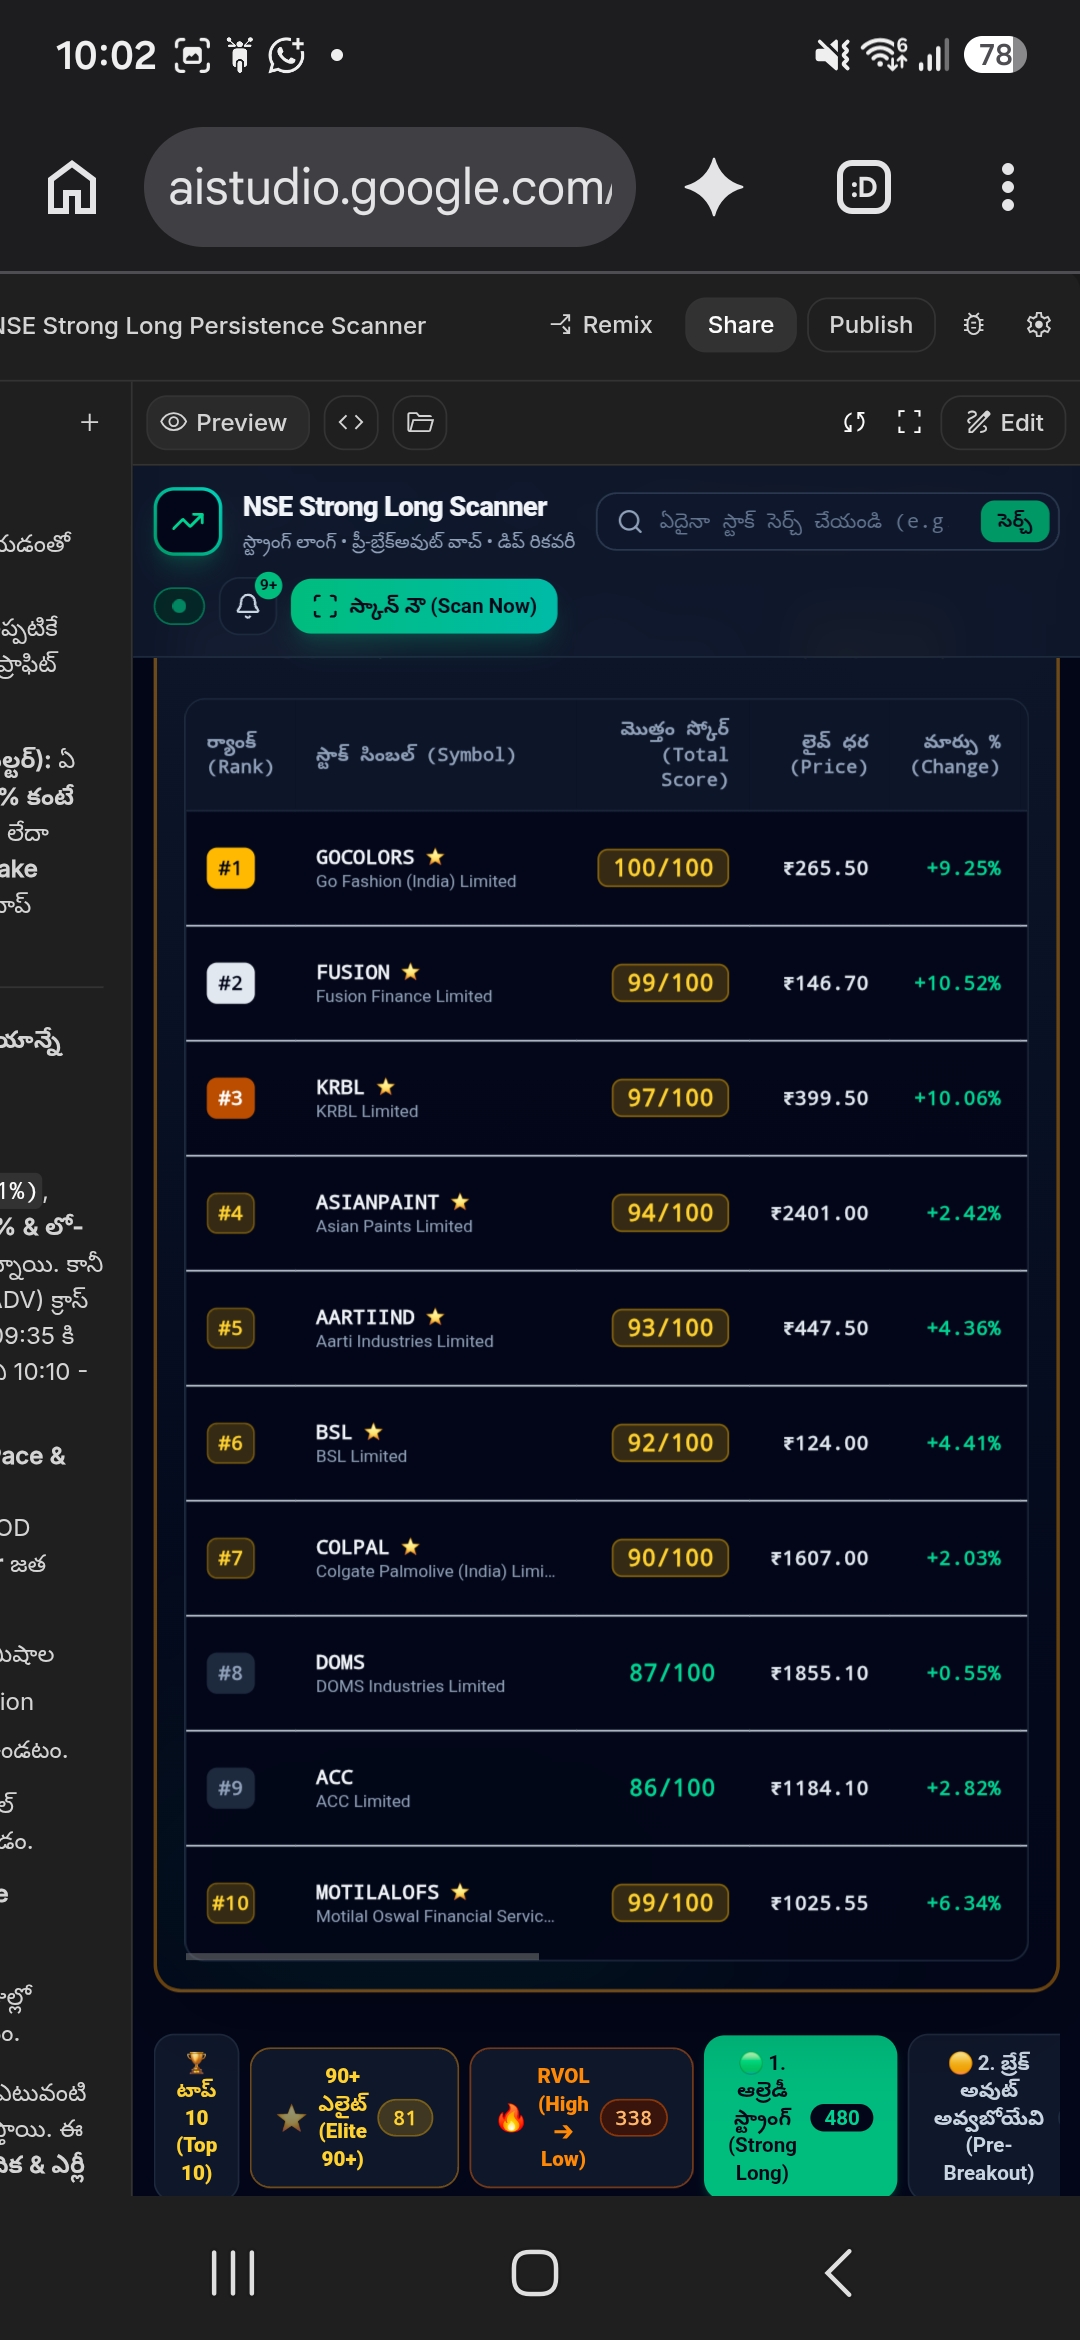 10:02
78
aistudio.google.com/
:D
NSE Strong Long Persistence Scanner
Remix
Share
Publish
Preview
Edit
NSE Strong Long Scanner
స్ట్రాంగ్ లాంగ్ • ప్రీ-బ్రేక్అవుట్ వాచ్ • డిప్ రికవరీ
ఏదైనా స్టాక్ సెర్చ్ చేయండి (e.g
సెర్చ్
9+
స్కాన్ నౌ (Scan Now)
ర్యాంక్ (Rank)
స్టాక్ సింబల్ (Symbol)
మొత్తం స్కోర్ (Total Score)
లైవ్ ధర (Price)
మార్పు % (Change)
#1 GOCOLORS 100/100 ₹265.50 +9.25%
Go Fashion (India) Limited
#2 FUSION 99/100 ₹146.70 +10.52%
Fusion Finance Limited
#3 KRBL 97/100 ₹399.50 +10.06%
KRBL Limited
#4 ASIANPAINT 94/100 ₹2401.00 +2.42%
Asian Paints Limited
#5 AARTIIND 93/100 ₹447.50 +4.36%
Aarti Industries Limited
#6 BSL 92/100 ₹124.00 +4.41%
BSL Limited
#7 COLPAL 90/100 ₹1607.00 +2.03%
Colgate Palmolive (India) Limi...
#8 DOMS 87/100 ₹1855.10 +0.55%
DOMS Industries Limited
#9 ACC 86/100 ₹1184.10 +2.82%
ACC Limited
#10 MOTILALOFS 99/100 ₹1025.55 +6.34%
Motilal Oswal Financial Servic...
టాప్ 10 (Top 10)
90+ ఎలైట్ (Elite 90+) 81
RVOL (High → Low) 338
1. ఆల్రెడీ స్ట్రాంగ్ (Strong Long) 480
2. బ్రేక్ అవుట్ అవ్వబోయేవి (Pre-Breakout)
% కంటే
లేదా
1%),
% & లో-
కానీ
క్రాస్
09:35 కి
10:10 -
జత
ఈ